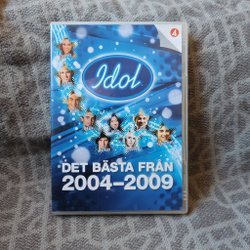 4
Idol
DET BÄSTA FRÅN
2004–2009